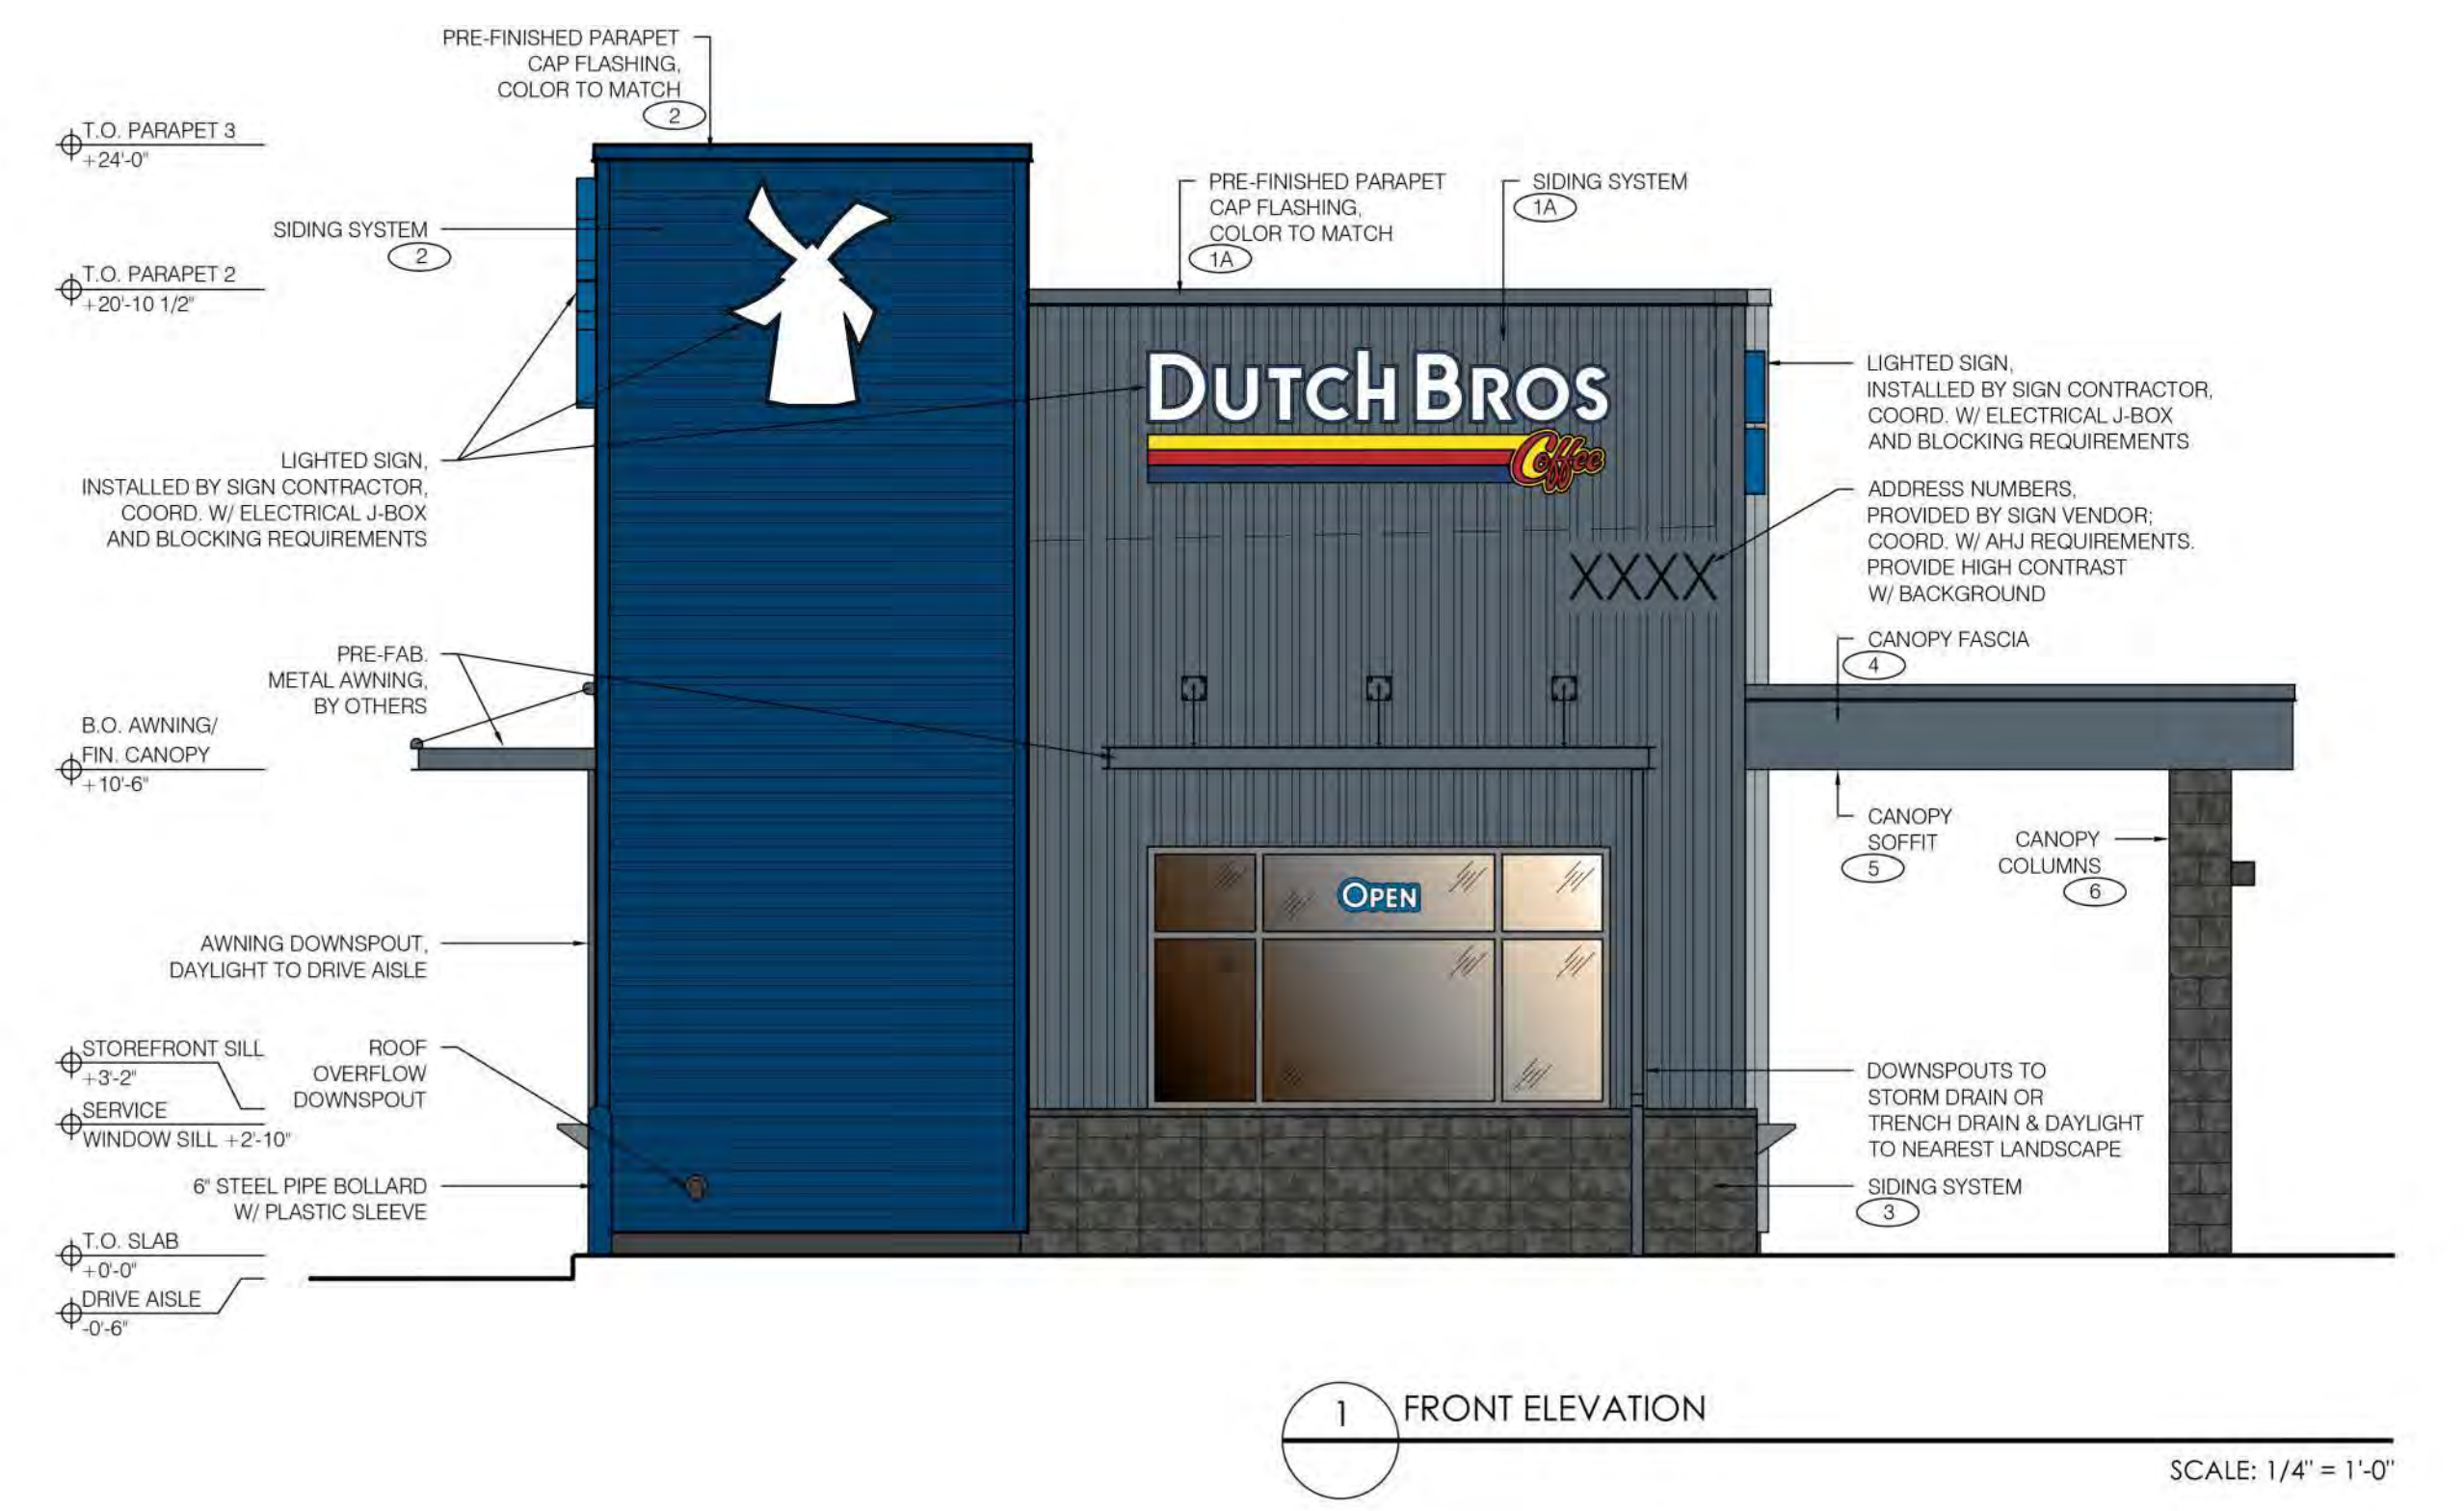 PRE-FINISHED PARAPET
CAP FLASHING,
COLOR TO MATCH
2
T.O. PARAPET 3
+24'-0"
SIDING SYSTEM
2
T.O. PARAPET 2
+20'-10 1/2"
PRE-FINISHED PARAPET
CAP FLASHING,
COLOR TO MATCH
1A
SIDING SYSTEM
1A
DUTCH BROS
Coffee
LIGHTED SIGN,
INSTALLED BY SIGN CONTRACTOR,
COORD. W/ ELECTRICAL J-BOX
AND BLOCKING REQUIREMENTS
LIGHTED SIGN,
INSTALLED BY SIGN CONTRACTOR,
COORD. W/ ELECTRICAL J-BOX
AND BLOCKING REQUIREMENTS
ADDRESS NUMBERS,
PROVIDED BY SIGN VENDOR;
COORD. W/ AHJ REQUIREMENTS.
PROVIDE HIGH CONTRAST
W/ BACKGROUND
XXXX
PRE-FAB.
METAL AWNING,
BY OTHERS
CANOPY FASCIA
4
B.O. AWNING/
FIN. CANOPY
+10'-6"
CANOPY
SOFFIT
5
CANOPY
COLUMNS
6
OPEN
AWNING DOWNSPOUT,
DAYLIGHT TO DRIVE AISLE
STOREFRONT SILL
+3'-2"
SERVICE
WINDOW SILL +2'-10"
ROOF
OVERFLOW
DOWNSPOUT
DOWNSPOUTS TO
STORM DRAIN OR
TRENCH DRAIN & DAYLIGHT
TO NEAREST LANDSCAPE
6" STEEL PIPE BOLLARD
W/ PLASTIC SLEEVE
SIDING SYSTEM
3
T.O. SLAB
+0'-0"
DRIVE AISLE
-0'-6"
1
FRONT ELEVATION
SCALE: 1/4" = 1'-0"